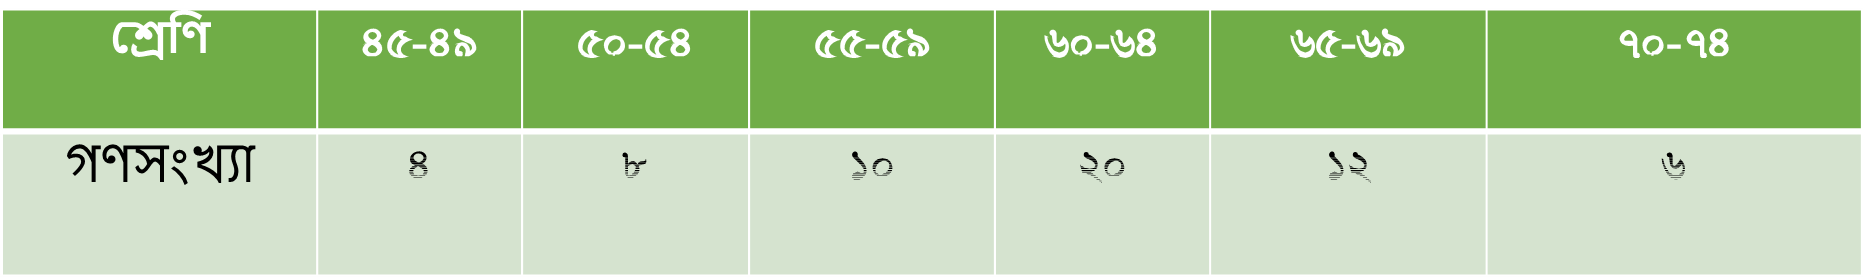 শ্রেণি ৪৫-৪৯ ৫০-৫৪ ৫৫-৫৯ ৬০-৬৪ ৬৫-৬৯ ৭০-৭৪
গণসংখ্যা ৪ ৮ ১০ ২০ ১২ ৬